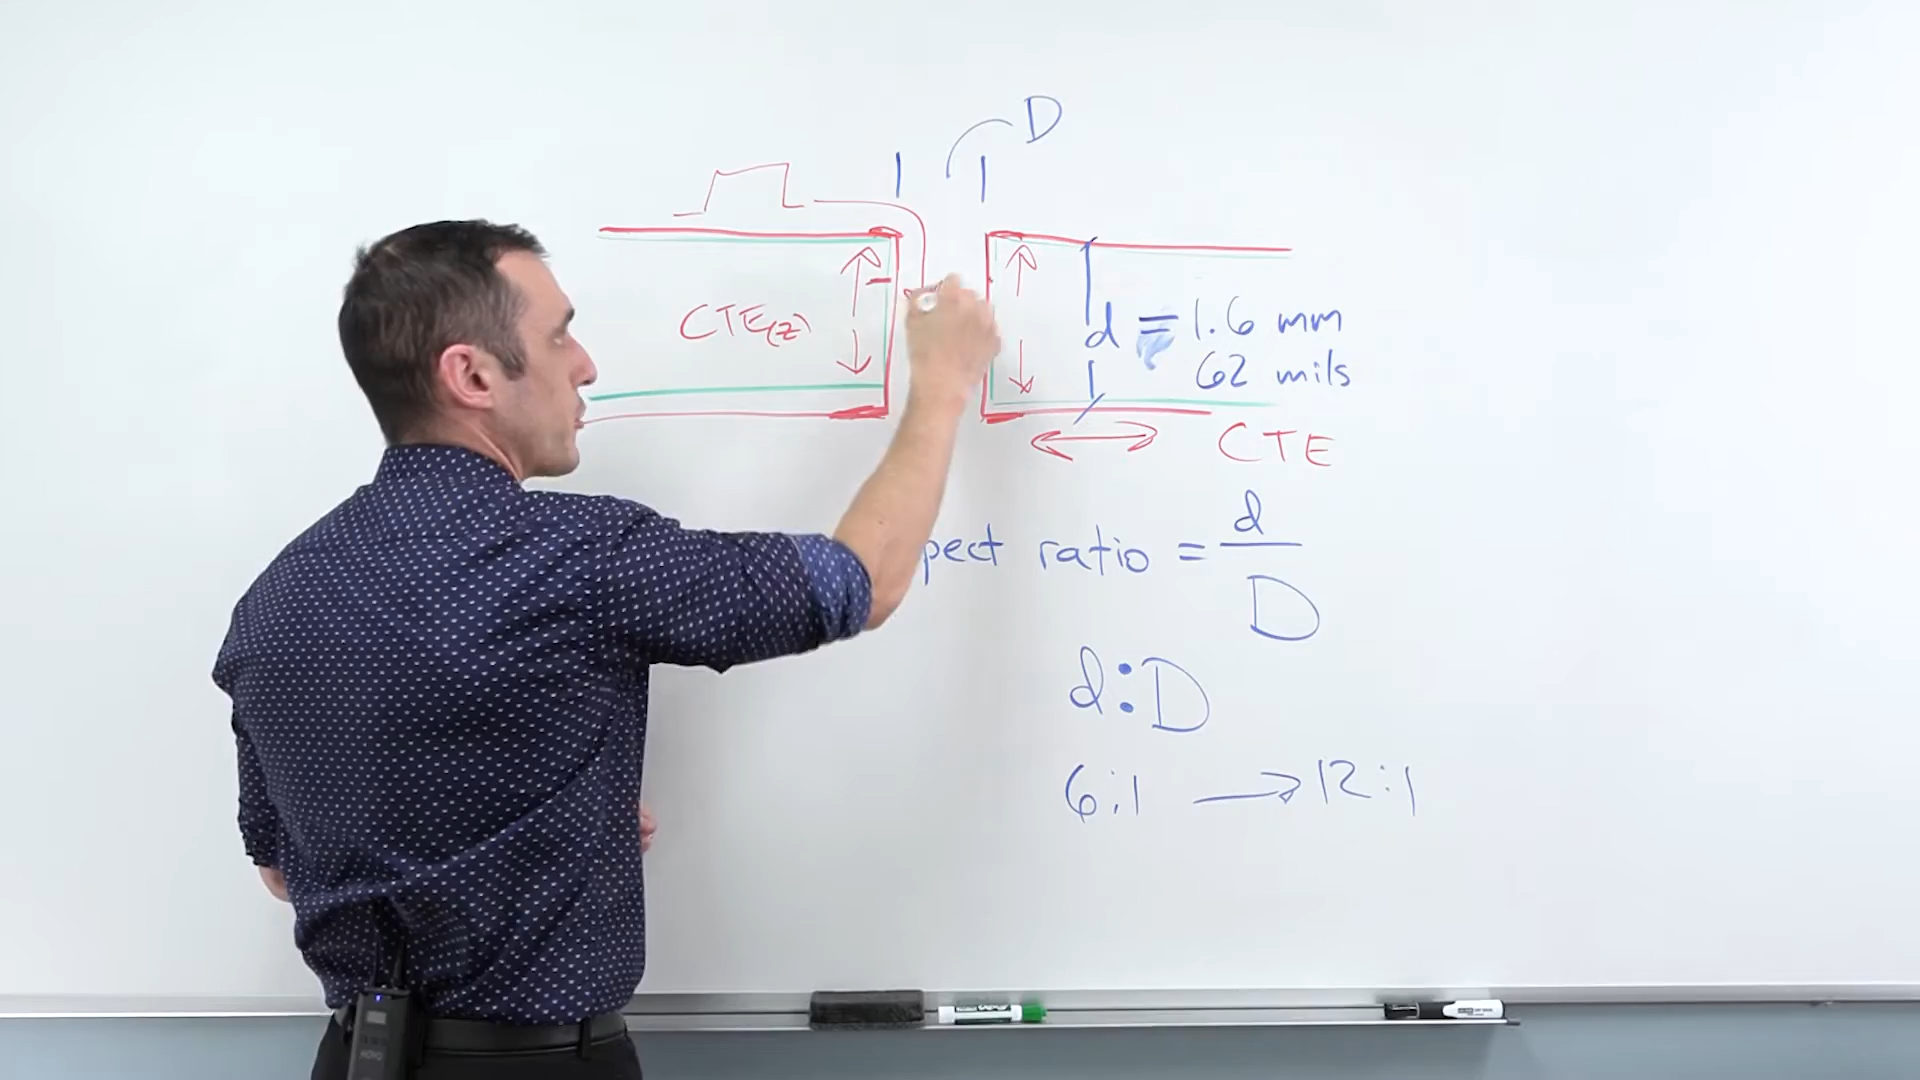 D
CTE(z)
d = 1.6 mm
62 mils
CTE
pect ratio = d
D
d:D
6:1 → 12:1